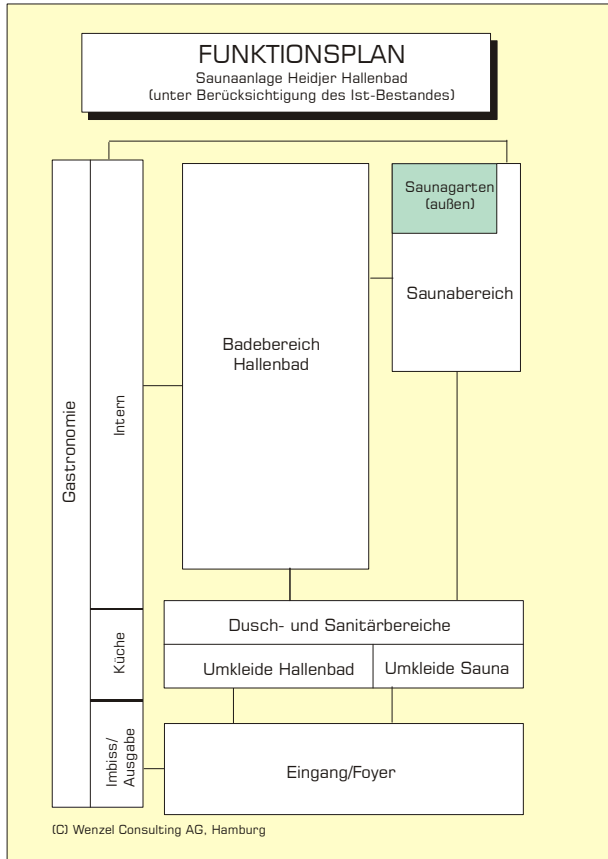 FUNKTIONSPLAN
Saunaanlage Heidjer Hallenbad
(unter Berücksichtigung des Ist-Bestandes)
Saunagarten
(außen)
Saunabereich
Badebereich
Hallenbad
Gastronomie
Intern
Küche
Imbiss/
Ausgabe
Dusch- und Sanitärbereiche
Umkleide Hallenbad
Umkleide Sauna
Eingang/Foyer
(C) Wenzel Consulting AG, Hamburg